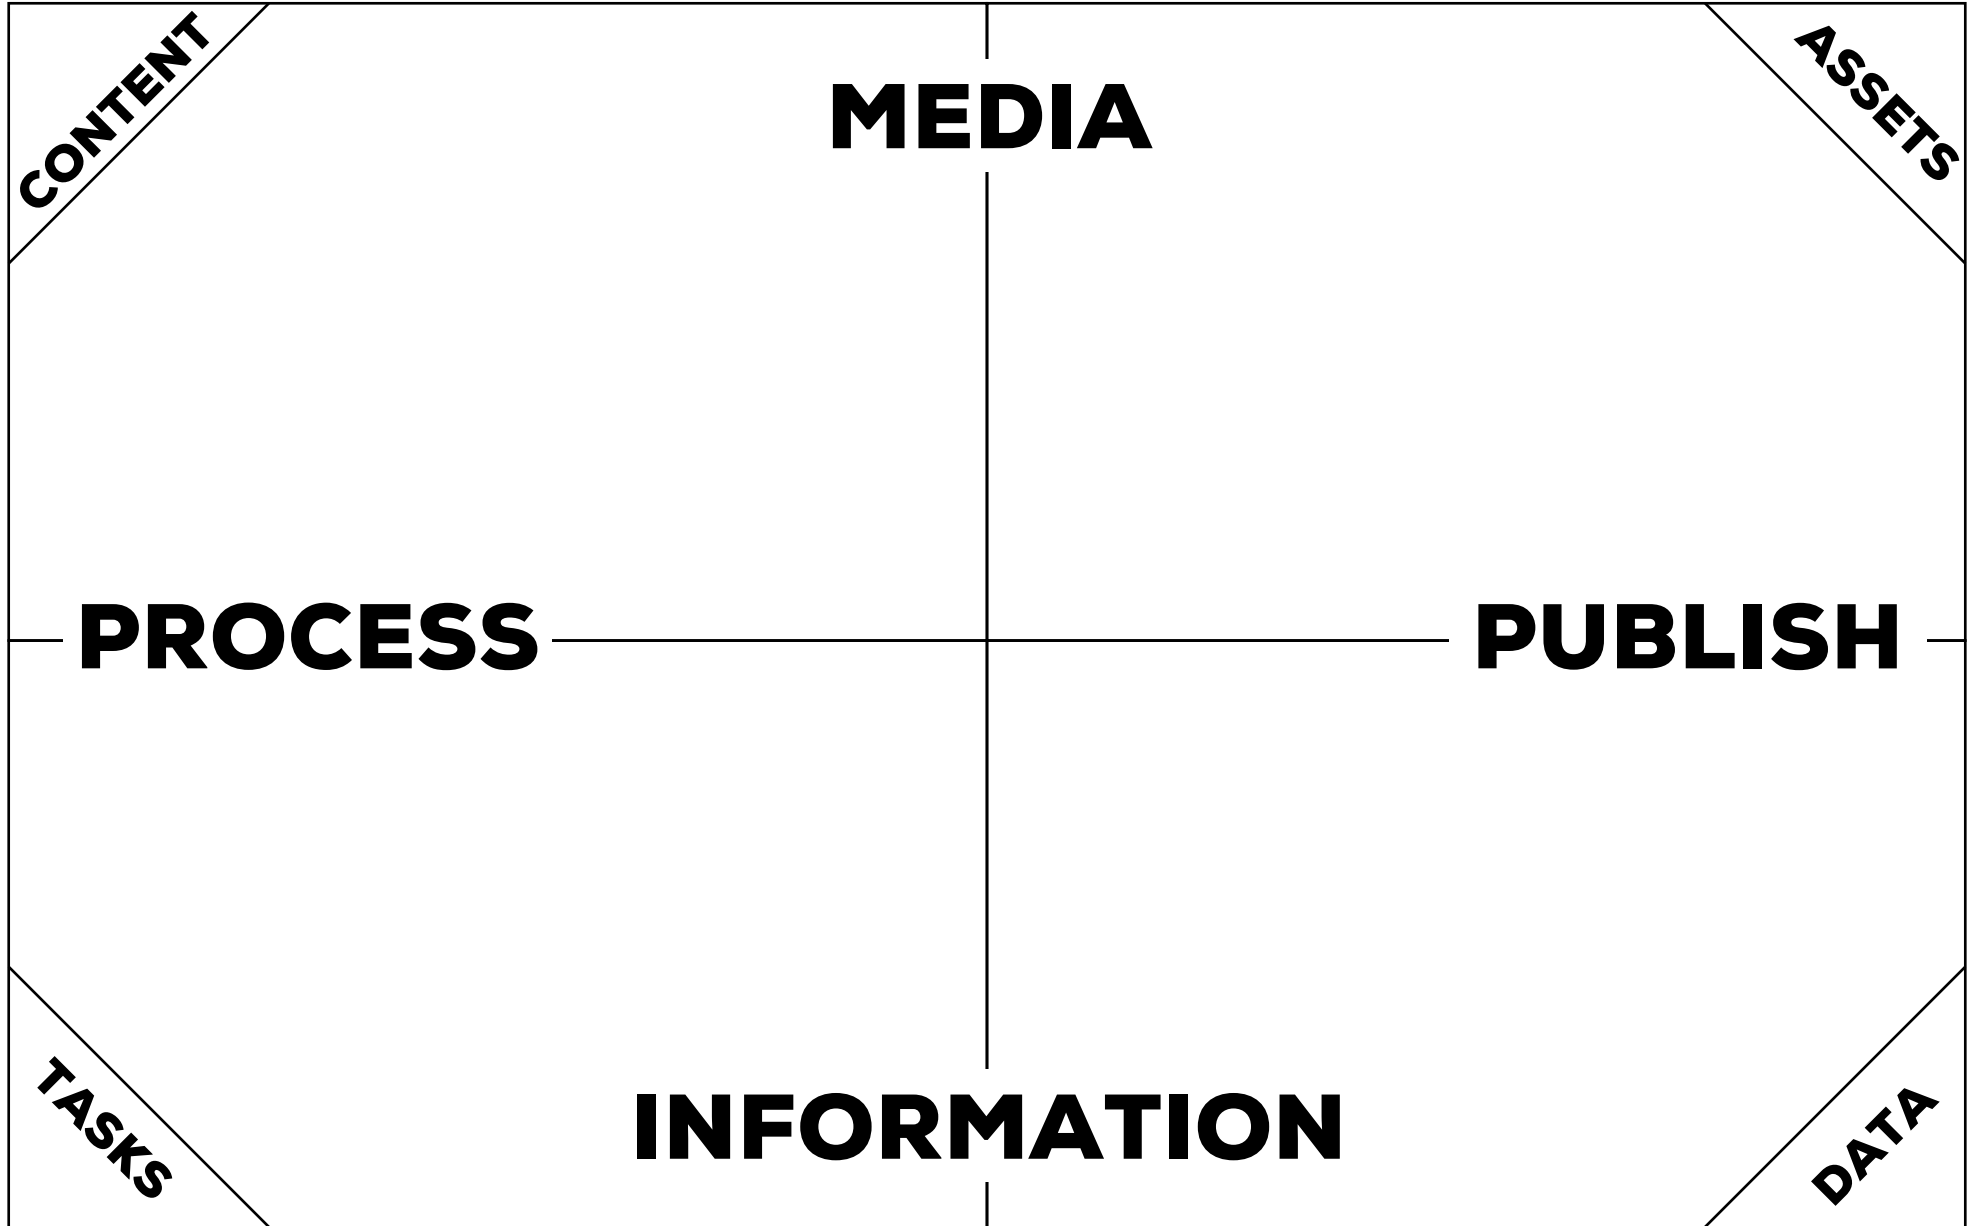 CONTENT
MEDIA
ASSETS
PROCESS
PUBLISH
TASKS
INFORMATION
DATA